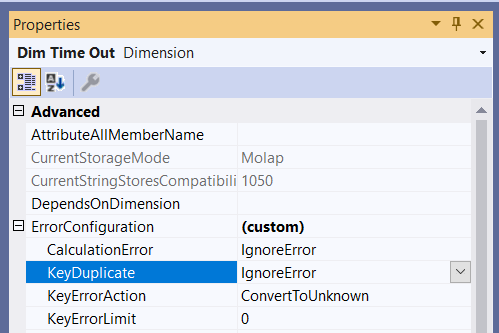 Properties
Dim Time Out Dimension
Advanced
AttributeAllMemberName
CurrentStorageMode Molap
CurrentStringStoresCompatibili 1050
DependsOnDimension
ErrorConfiguration (custom)
CalculationError IgnoreError
KeyDuplicate IgnoreError
KeyErrorAction ConvertToUnknown
KeyErrorLimit 0